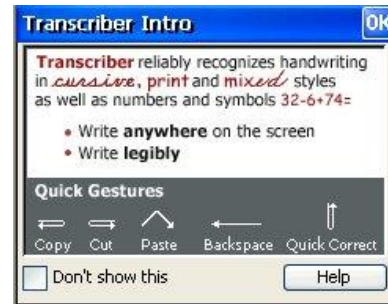 Transcriber Intro OK
Transcriber reliably recognizes handwriting
in cursive, print and mixed styles
as well as numbers and symbols 32-6+74=
• Write anywhere on the screen
• Write legibly
Quick Gestures
Copy Cut Paste Backspace Quick Correct
Don't show this Help